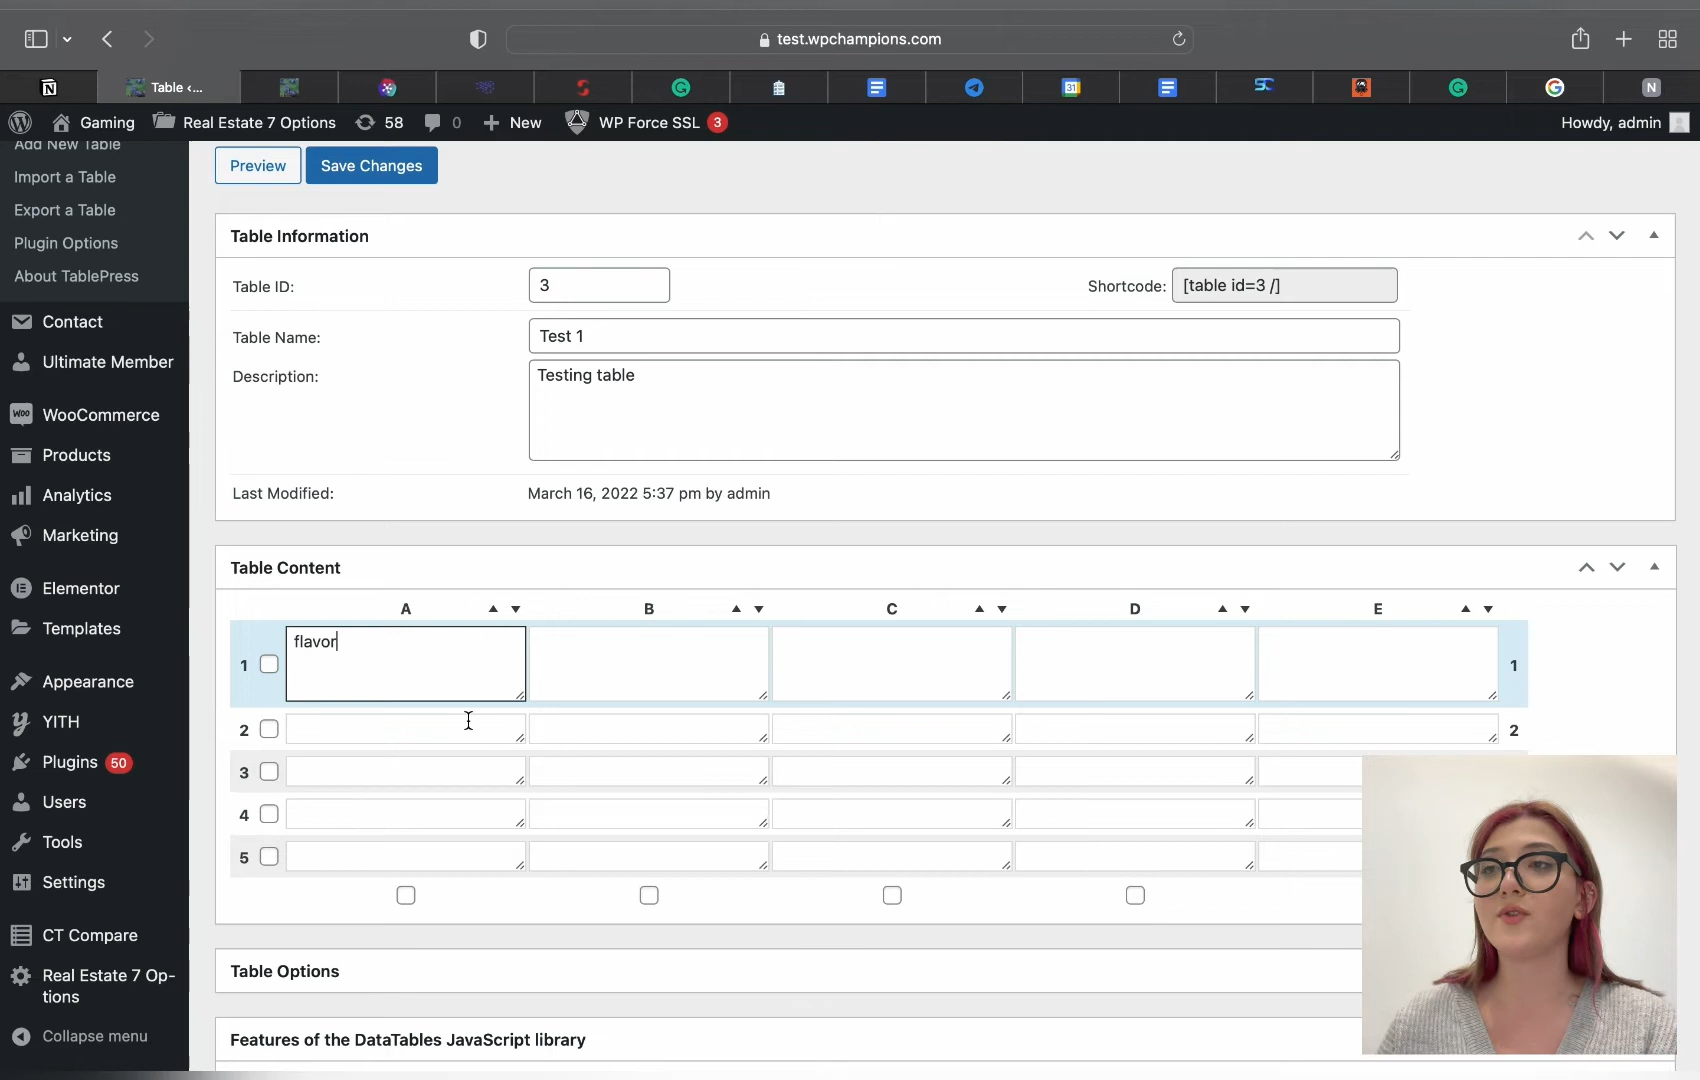 test.wpchampions.com
Table <...
31
SC
N
Gaming
Real Estate 7 Options
58
0
New
WP Force SSL 3
Howdy, admin
Add New Table
Import a Table
Export a Table
Plugin Options
About TablePress
Contact
Ultimate Member
WOO WooCommerce
Products
Analytics
Marketing
Elementor
Templates
Appearance
YITH
Plugins 50
Users
Tools
Settings
CT Compare
Real Estate 7 Op-
tions
Collapse menu
Preview
Save Changes
Table Information
Table ID:
3
Shortcode:
[table id=3 /]
Table Name:
Test 1
Description:
Testing table
Last Modified:
March 16, 2022 5:37 pm by admin
Table Content
A B C D E
1 flavor 1
2 2
3
4
5
Table Options
Features of the DataTables JavaScript library